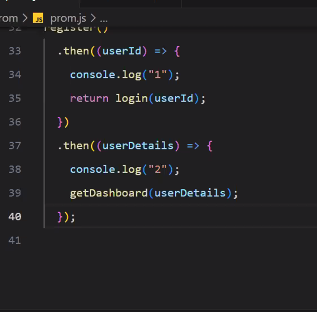 rom > JS prom.js > ...
32 register()
33 .then((userId) => {
34 console.log("1");
35 return login(userId);
36 })
37 .then((userDetails) => {
38 console.log("2");
39 getDashboard(userDetails);
40 });
41